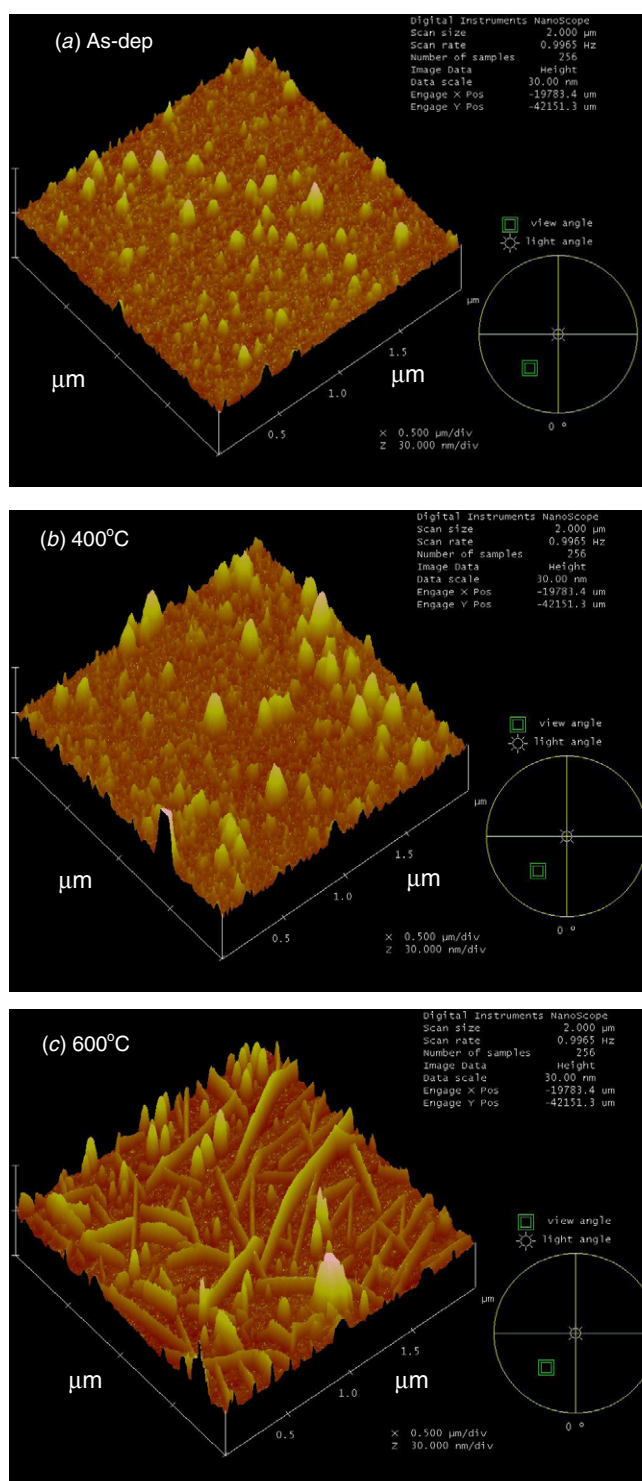 (a) As-dep
Digital Instruments NanoScope
Scan size 2.000 µm
Scan rate 0.9965 Hz
Number of samples 256
Image Data Height
Data scale 30.00 nm
Engage X Pos -19783.4 um
Engage Y Pos -42151.3 um
view angle
light angle
µm
1.5
µm
µm
1.0
0.5
X 0.500 µm/div
Z 30.000 nm/div
0 °
(b) 400°C
Digital Instruments NanoScope
Scan size 2.000 µm
Scan rate 0.9965 Hz
Number of samples 256
Image Data Height
Data scale 30.00 nm
Engage X Pos -19783.4 um
Engage Y Pos -42151.3 um
view angle
light angle
µm
1.5
µm
µm
1.0
0.5
X 0.500 µm/div
Z 30.000 nm/div
0 °
(c) 600°C
Digital Instruments NanoScope
Scan size 2.000 µm
Scan rate 0.9965 Hz
Number of samples 256
Image Data Height
Data scale 30.00 nm
Engage X Pos -19783.4 um
Engage Y Pos -42151.3 um
view angle
light angle
µm
1.5
µm
µm
1.0
0.5
X 0.500 µm/div
Z 30.000 nm/div
0 °